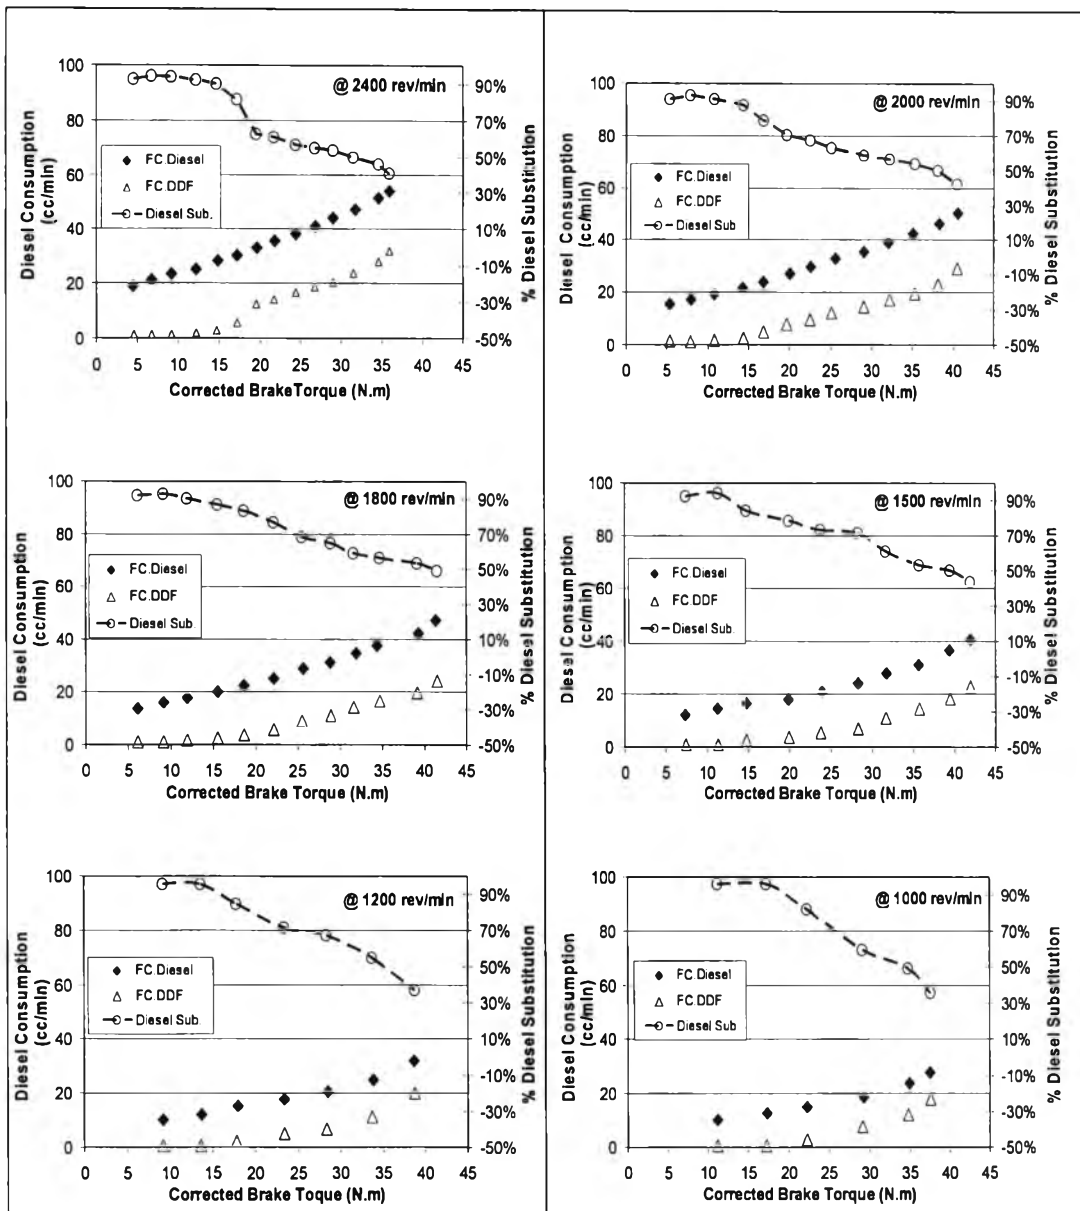 @ 2400 rev/min
Diesel Consumption
(cc/min)
% Diesel Substitution
100
80
60
40
20
0
90%
70%
50%
30%
10%
-10%
-30%
-50%
FC.Diesel
FC.DDF
Diesel Sub.
0 5 10 15 20 25 30 35 40 45
Corrected Brake Torque (N.m)
@ 2000 rev/min
Diesel Consumption
(cc/min)
% Diesel Substitution
100
80
60
40
20
0
90%
70%
50%
30%
10%
-10%
-30%
-50%
FC.Diesel
FC.DDF
Diesel Sub
0 5 10 15 20 25 30 35 40 45
Corrected Brake Torque (N.m)
@ 1800 rev/min
Diesel Consumption
(cc/min)
% Diesel Substitution
100
80
60
40
20
0
90%
70%
50%
30%
10%
-10%
-30%
-50%
FC.Diesel
FC.DDF
Diesel Sub.
0 5 10 15 20 25 30 35 40 45
Corrected Brake Torque (N.m)
@ 1500 rev/min
Diesel Consumption
(cc/min)
% Diesel Substitution
100
80
60
40
20
0
90%
70%
50%
30%
10%
-10%
-30%
-50%
FC.Diesel
FC.DDF
Diesel Sub.
0 5 10 15 20 25 30 35 40 45
Corrected Brake Torque (N.m)
@ 1200 rev/min
Diesel Consumption
(cc/min)
% Diesel Substitution
100
80
60
40
20
0
90%
70%
50%
30%
10%
-10%
-30%
-50%
FC.Diesel
FC.DDF
Diesel Sub.
0 5 10 15 20 25 30 35 40 45
Corrected Brake Torque (N.m)
@ 1000 rev/min
Diesel Consumption
(cc/min)
% Diesel Substitution
100
80
60
40
20
0
90%
70%
50%
30%
10%
-10%
-30%
-50%
FC.Diesel
FC.DDF
Diesel Sub.
0 5 10 15 20 25 30 35 40 45
Corrected Brake Torque (N.m)